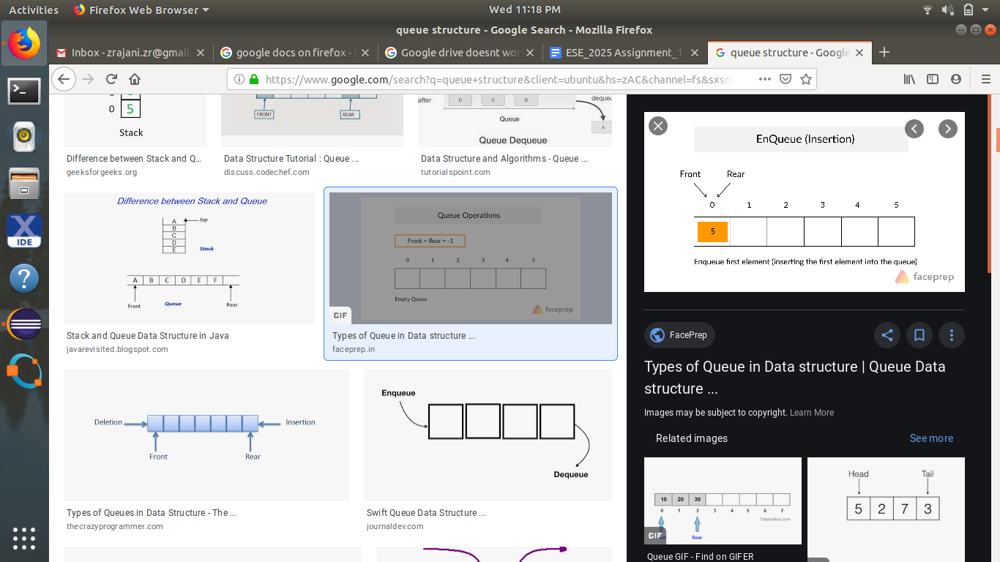 Activities
Firefox Web Browser
Wed 11:18 PM
queue structure - Google Search - Mozilla Firefox
Inbox - zrajani.zr@gmail
google docs on firefox -
Google drive doesnt wor
ESE_2025 Assignment_1
queue structure - Google
https://www.google.com/search?q=queue+structure&client=ubuntu&hs=zAC&channel=fs&sxsrf
0 5
Stack
FRONT REAR
after D C B dequeu
A
Queue
Queue Dequeue
Difference between Stack and Q...
geeksforgeeks.org
Data Structure Tutorial : Queue ...
discuss.codechef.com
Data Structure and Algorithms - Queue ...
tutorialspoint.com
Difference between Stack and Queue
A top
B
C
D
E Stack
A B C D E F
Front Queue Rear
Stack and Queue Data Structure in Java
javarevisited.blogspot.com
Queue Operations
Front = Rear = -1
0 1 2 3 4 5
Empty Queue
faceprep
GIF
Types of Queue in Data structure ...
faceprep.in
Deletion Insertion
Front Rear
Types of Queues in Data Structure - The ...
thecrazyprogrammer.com
Enqueue
Dequeue
Swift Queue Data Structure ...
journaldev.com
EnQueue (Insertion)
Front Rear
0 1 2 3 4 5
5
Enqueue first element (inserting the first element into the queue)
faceprep
FacePrep
Types of Queue in Data structure | Queue Data
structure ...
Images may be subject to copyright. Learn More
Related images
See more
10 20 30
0 1 2 3 4 5 6 7
Tutorial4us.com
Rear
GIF
Queue GIF - Find on GIFER
Head Tail
5 2 7 3
XIDE
?